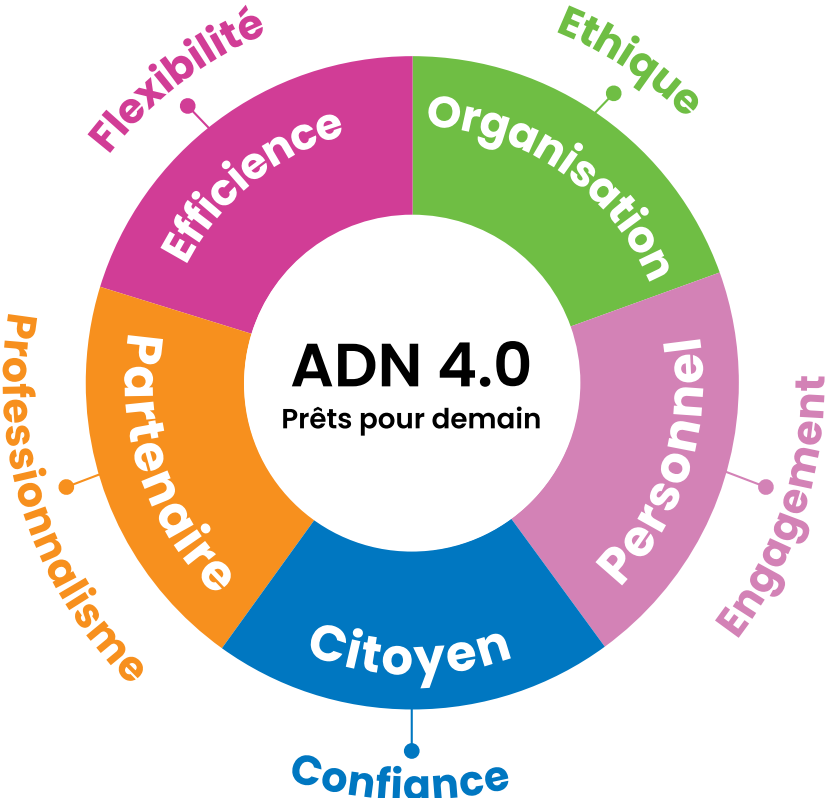 Flexibilité
Ethique
Efficience
Organisation
ADN 4.0
Prêts pour demain
Professionnalisme
Partenaire
Personnel
Engagement
Citoyen
Confiance